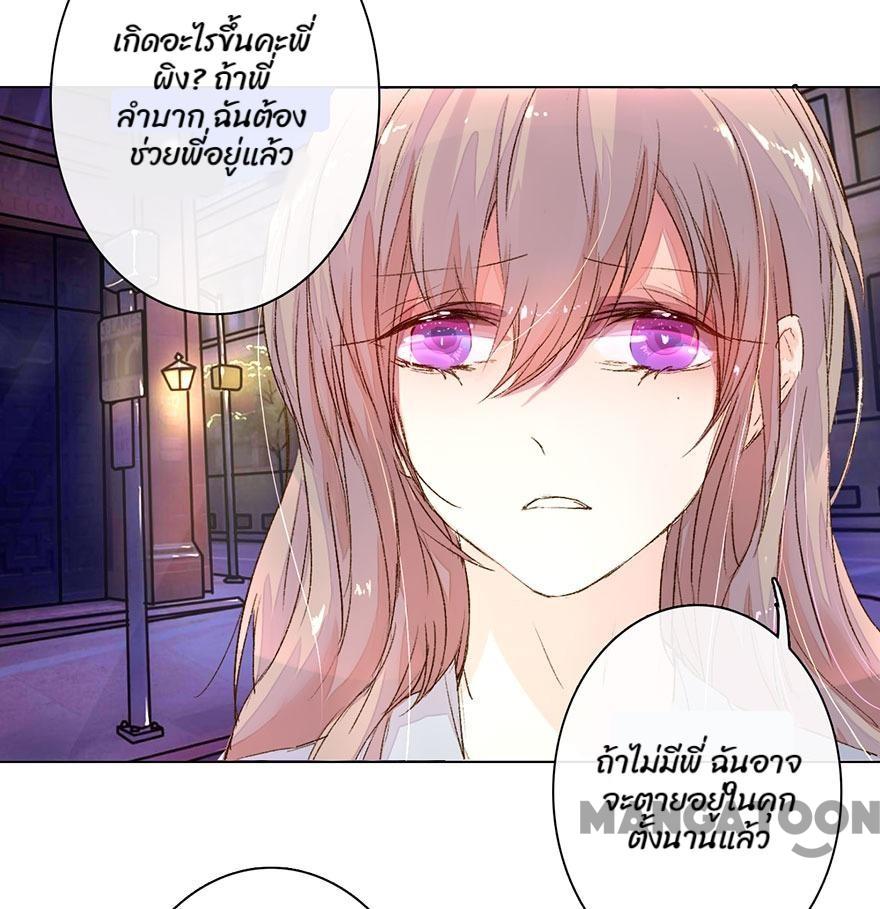 เกิดอะไรขึ้นคะพี่
ผิง? ถ้าพี่
ลำบาก ฉันต้อง
ช่วยพี่อยู่แล้ว
ถ้าไม่มีพี่ ฉันอาจ
จะตายอยู่ในคุก
ตั้งนานแล้ว
MANGATOON